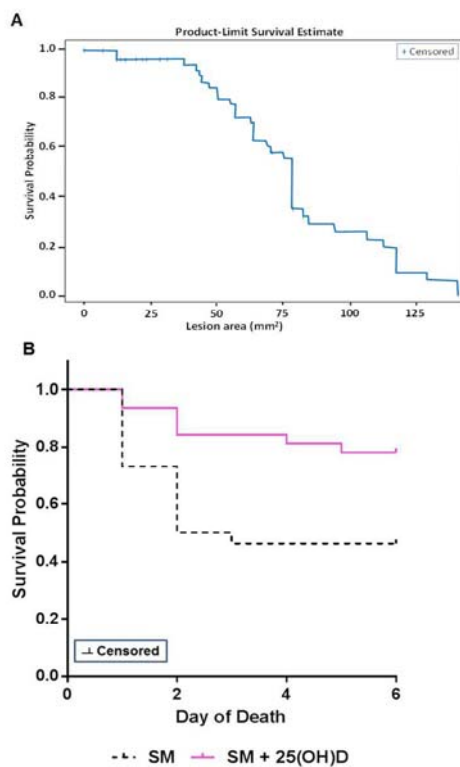 A
Product-Limit Survival Estimate
+ Censored
1.0
0.8
0.6
0.4
0.2
0.0
Survival Probability
0
25
50
75
100
125
Lesion area (mm²)
B
1.0
0.8
0.6
0.4
0.2
0.0
Survival Probability
Censored
0
2
4
6
Day of Death
SM
SM + 25(OH)D